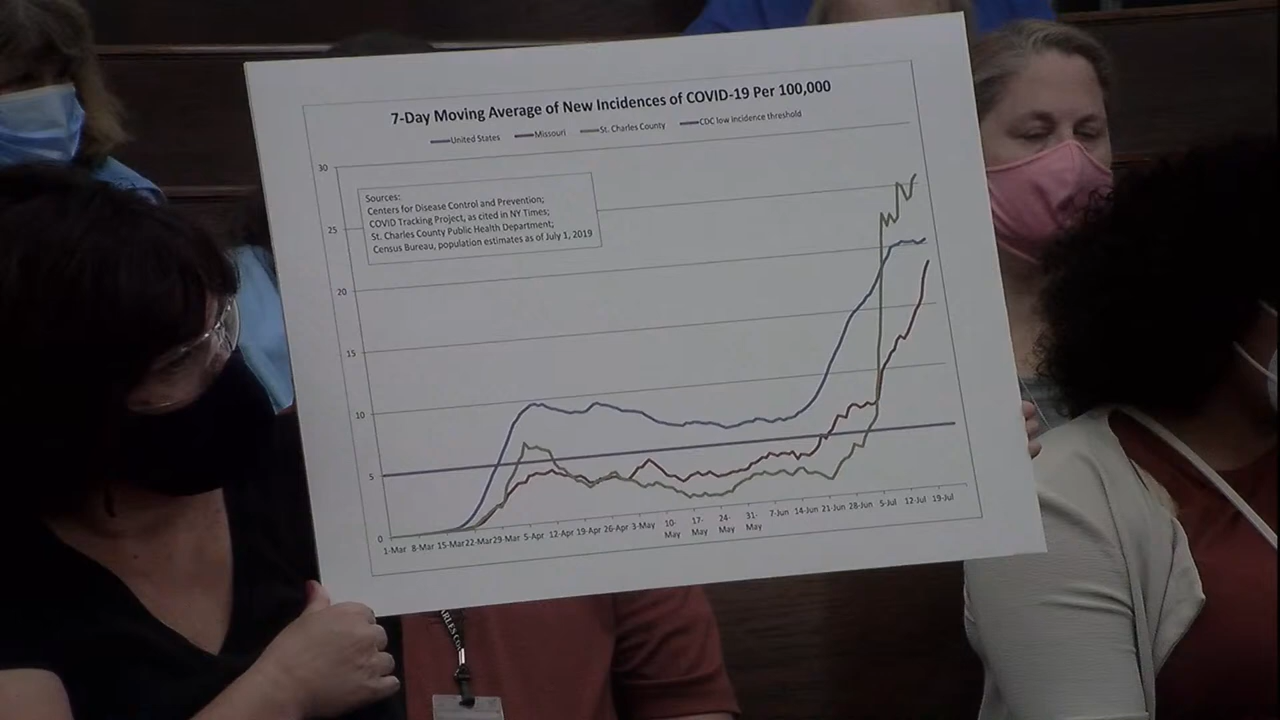 7-Day Moving Average of New Incidences of COVID-19 Per 100,000
United States Missouri St. Charles County CDC low incidence threshold
30
25
20
15
10
5
0
Sources:
Centers for Disease Control and Prevention;
COVID Tracking Project, as cited in NY Times;
St. Charles County Public Health Department;
Census Bureau, population estimates as of July 1, 2019
1-Mar 8-Mar 15-Mar 22-Mar 29-Mar 5-Apr 12-Apr 19-Apr 26-Apr 3-May 10-May 17-May 24-May 31-May 7-Jun 14-Jun 21-Jun 28-Jun 5-Jul 12-Jul 19-Jul